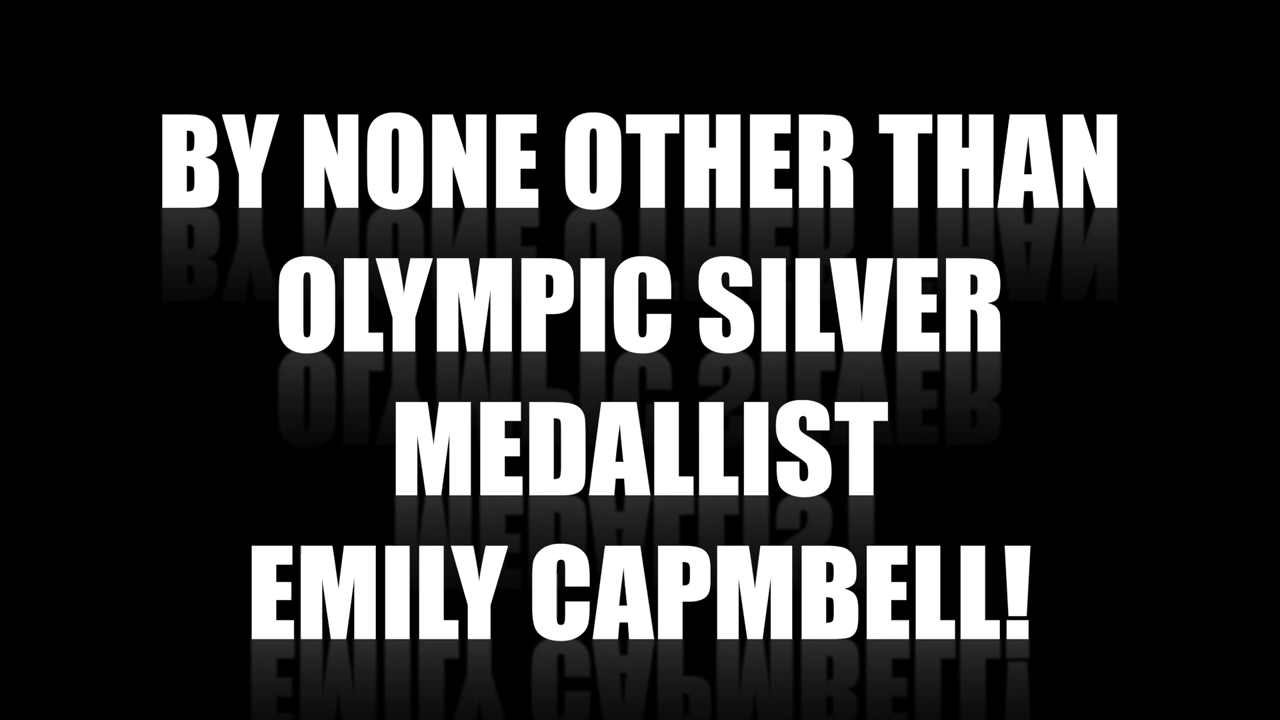 BY NONE OTHER THAN
OLYMPIC SILVER
MEDALLIST
EMILY CAPMBELL!